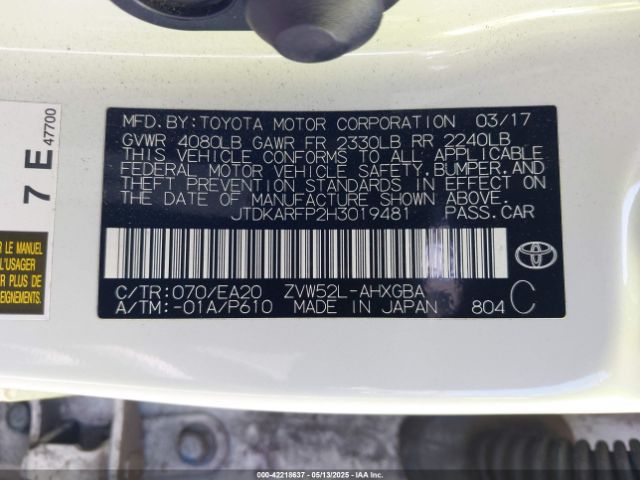 MFD.BY:TOYOTA MOTOR CORPORATION 03/17
GVWR 4080LB GAWR FR 2330LB RR 2240LB
THIS VEHICLE CONFORMS TO ALL APPLICABLE
FEDERAL MOTOR VEHICLE SAFETY,BUMPER,AND
THEFT PREVENTION STANDARDS IN EFFECT ON
THE DATE OF MANUFACTURE SHOWN ABOVE.
JTDKARFP2H3019481 PASS.CAR
C/TR:070/EA20 ZVW52L-AHXGBA
A/TM:-01A/P610 MADE IN JAPAN 804 C
7 E 47700
R LE MANUEL
L'USAGER
R PLUS DE
EIGNEMENTS.
000-42218637 - 05/13/2025 - IAAI.COM